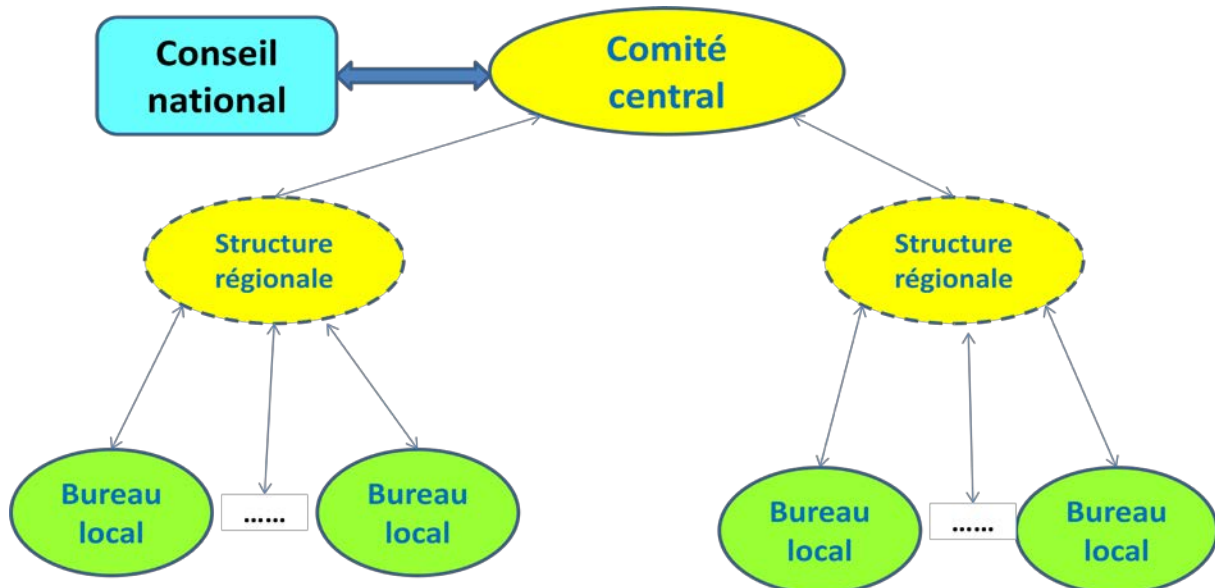 Conseil
national
Comité
central
Structure
régionale
Structure
régionale
Bureau
local
......
Bureau
local
Bureau
local
......
Bureau
local